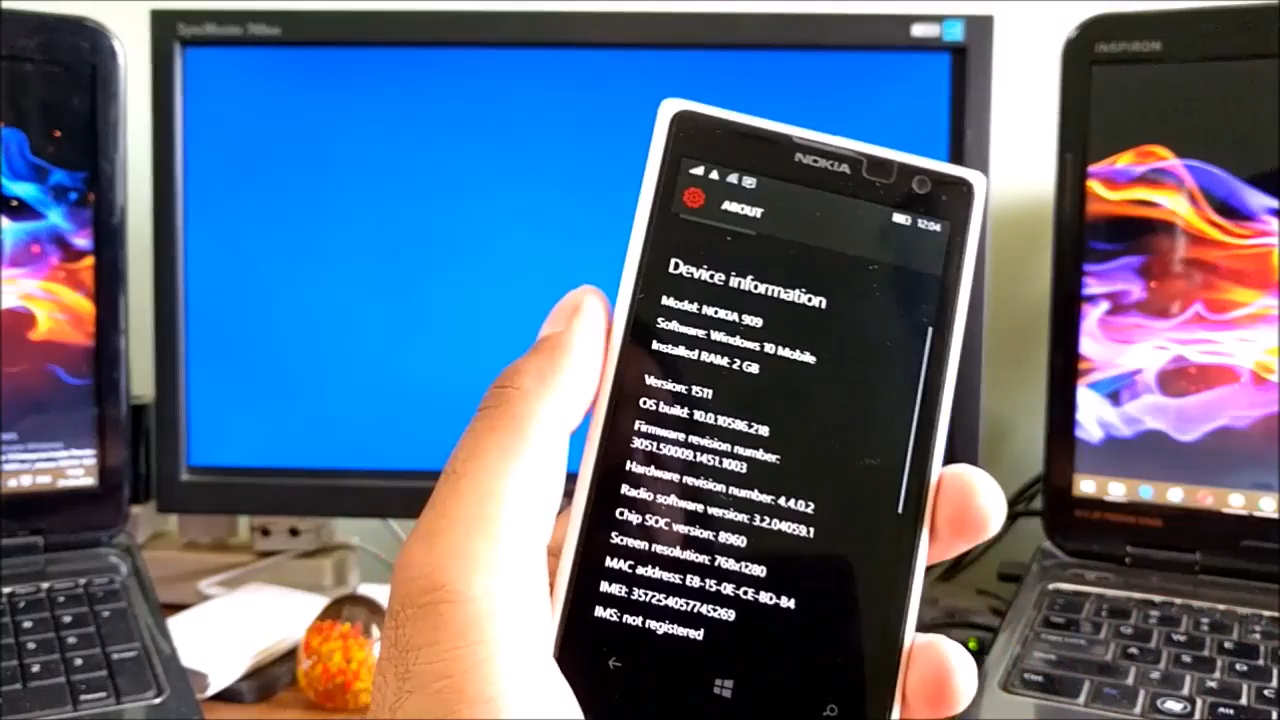 SyncMaster
INSPIRON
NOKIA
12:04
ABOUT
Device information
Model: NOKIA 909
Software: Windows 10 Mobile
Installed RAM: 2 GB
Version: 1511
OS build: 10.0.10586.218
Firmware revision number:
3051.50009.1451.1003
Hardware revision number: 4.4.0.2
Radio software version: 3.2.04059.1
Chip SOC version: 8960
Screen resolution: 768x1280
MAC address: E8-15-0E-CE-BD-B4
IMEI: 357254057745269
IMS: not registered